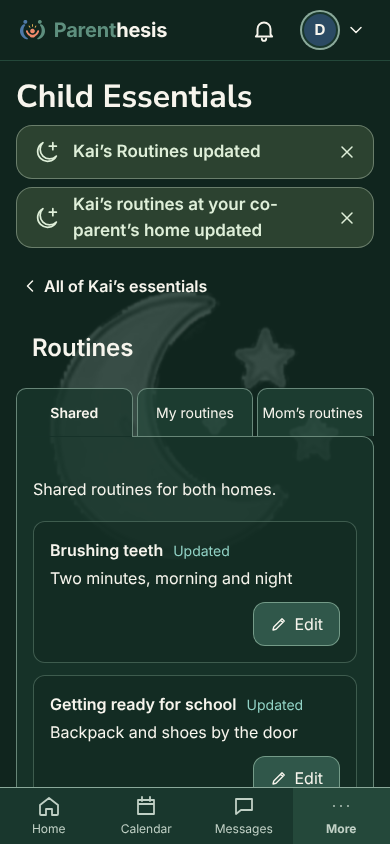 Parenthesis
D
Child Essentials
Kai’s Routines updated
Kai’s routines at your co-
parent’s home updated
All of Kai’s essentials
Routines
Shared
My routines
Mom’s routines
Shared routines for both homes.
Brushing teeth Updated
Two minutes, morning and night
Edit
Getting ready for school Updated
Backpack and shoes by the door
Edit
Home
Calendar
Messages
More